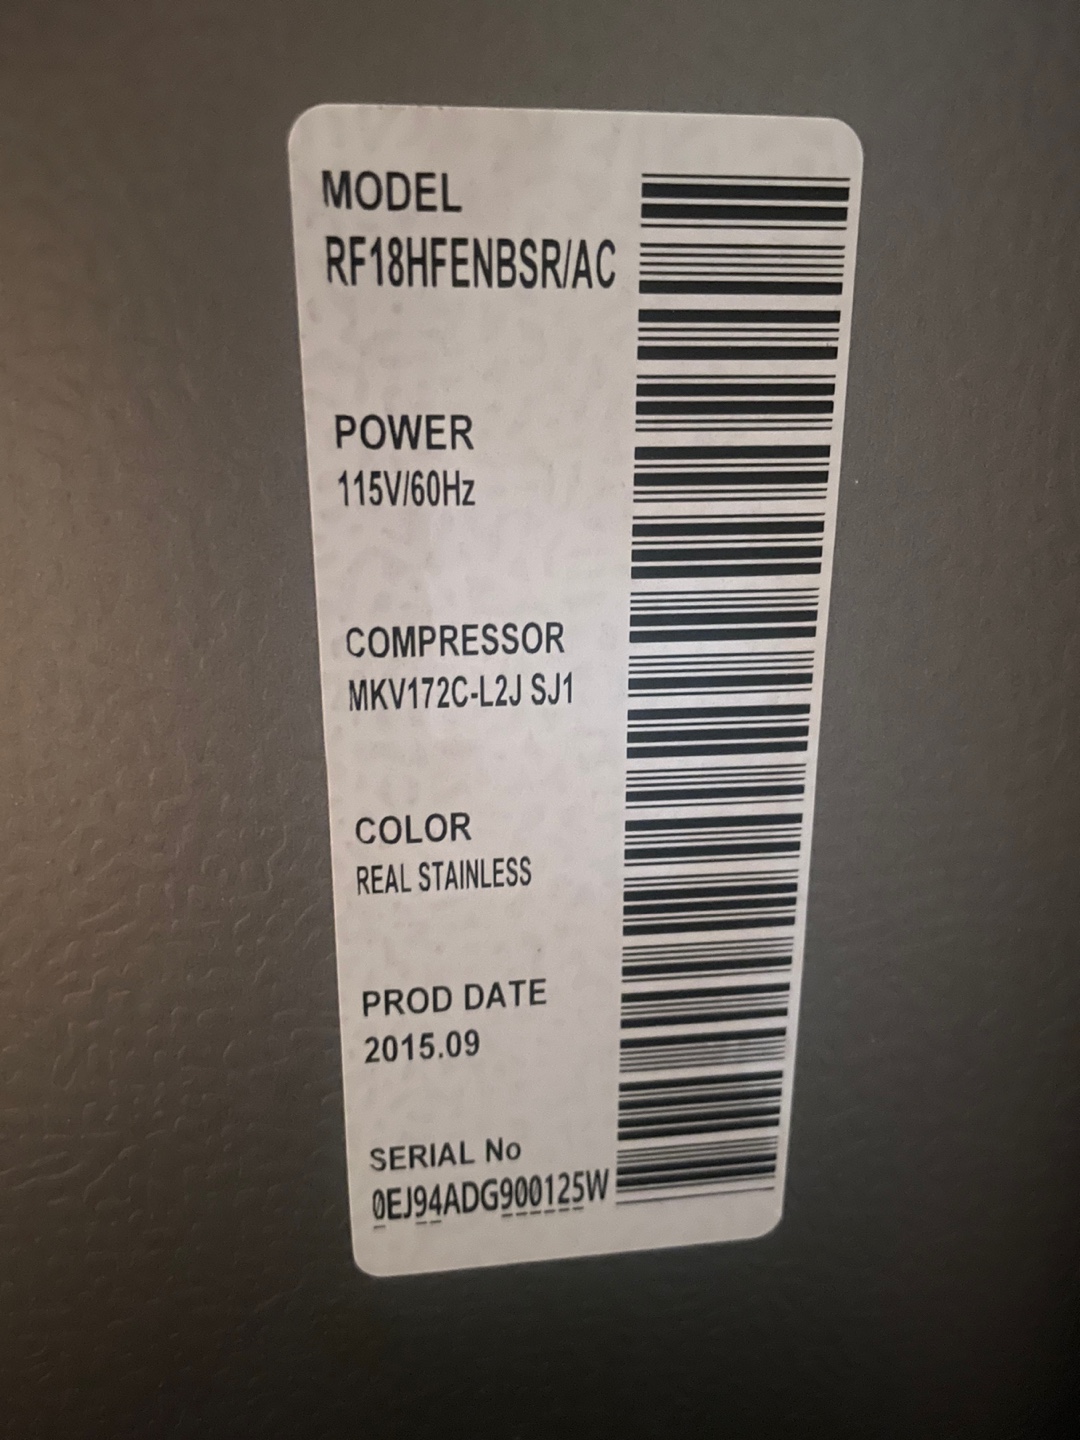 MODEL
RF18HFENBSR/AC
POWER
115V/60Hz
COMPRESSOR
MKV172C-L2J SJ1
COLOR
REAL STAINLESS
PROD DATE
2015.09
SERIAL No
0EJ94ADG900125W